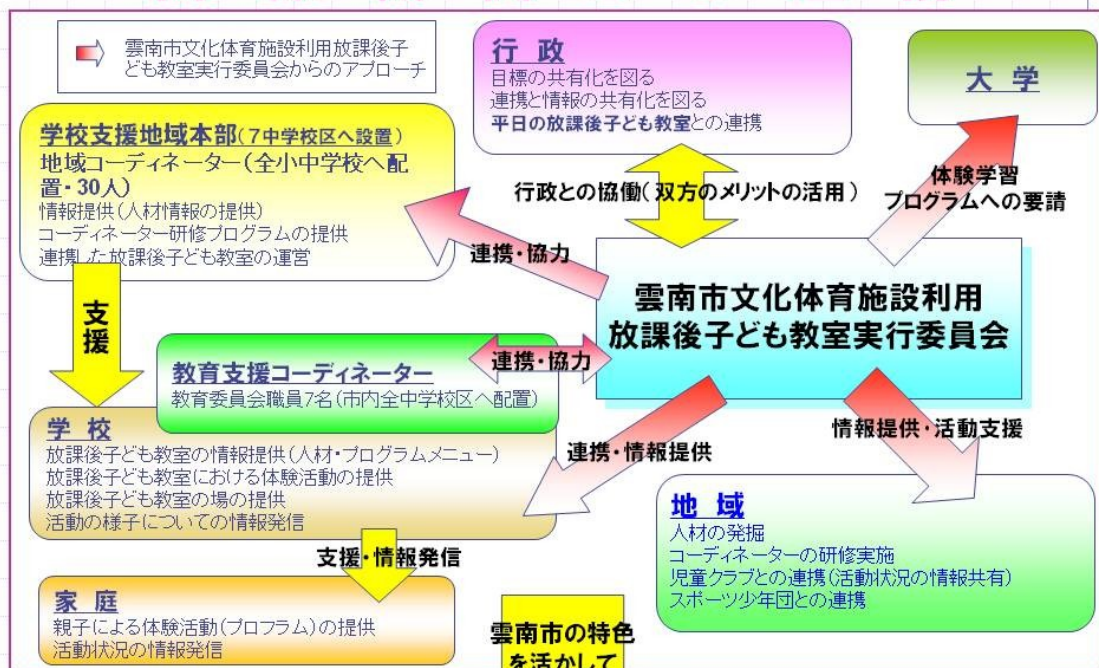 雲南市文化体育施設利用放課後子
ども教室実行委員会からのアプローチ
行 政
目標の共有化を図る
連携と情報の共有化を図る
平日の放課後子ども教室との連携
大 学
学校支援地域本部(7中学校区へ設置)
地域コーディネーター(全小中学校へ配
置・30人)
情報提供(人材情報の提供)
コーディネーター研修プログラムの提供
連携した放課後子ども教室の運営
行政との協働(双方のメリットの活用)
体験学習
プログラムへの要請
連携・協力
雲南市文化体育施設利用
放課後子ども教室実行委員会
支援
教育支援コーディネーター
教育委員会職員7名(市内全中学校区へ配置)
連携・協力
学 校
放課後子ども教室の情報提供(人材・プログラムメニュー)
放課後子ども教室における体験活動の提供
放課後子ども教室の場の提供
活動の様子についての情報発信
連携・情報提供
情報提供・活動支援
地 域
人材の発掘
コーディネーターの研修実施
児童クラブとの連携(活動状況の情報共有)
スポーツ少年団との連携
支援・情報発信
家 庭
親子による体験活動(プロフラム)の提供
活動状況の情報発信
雲南市の特色
を活かして